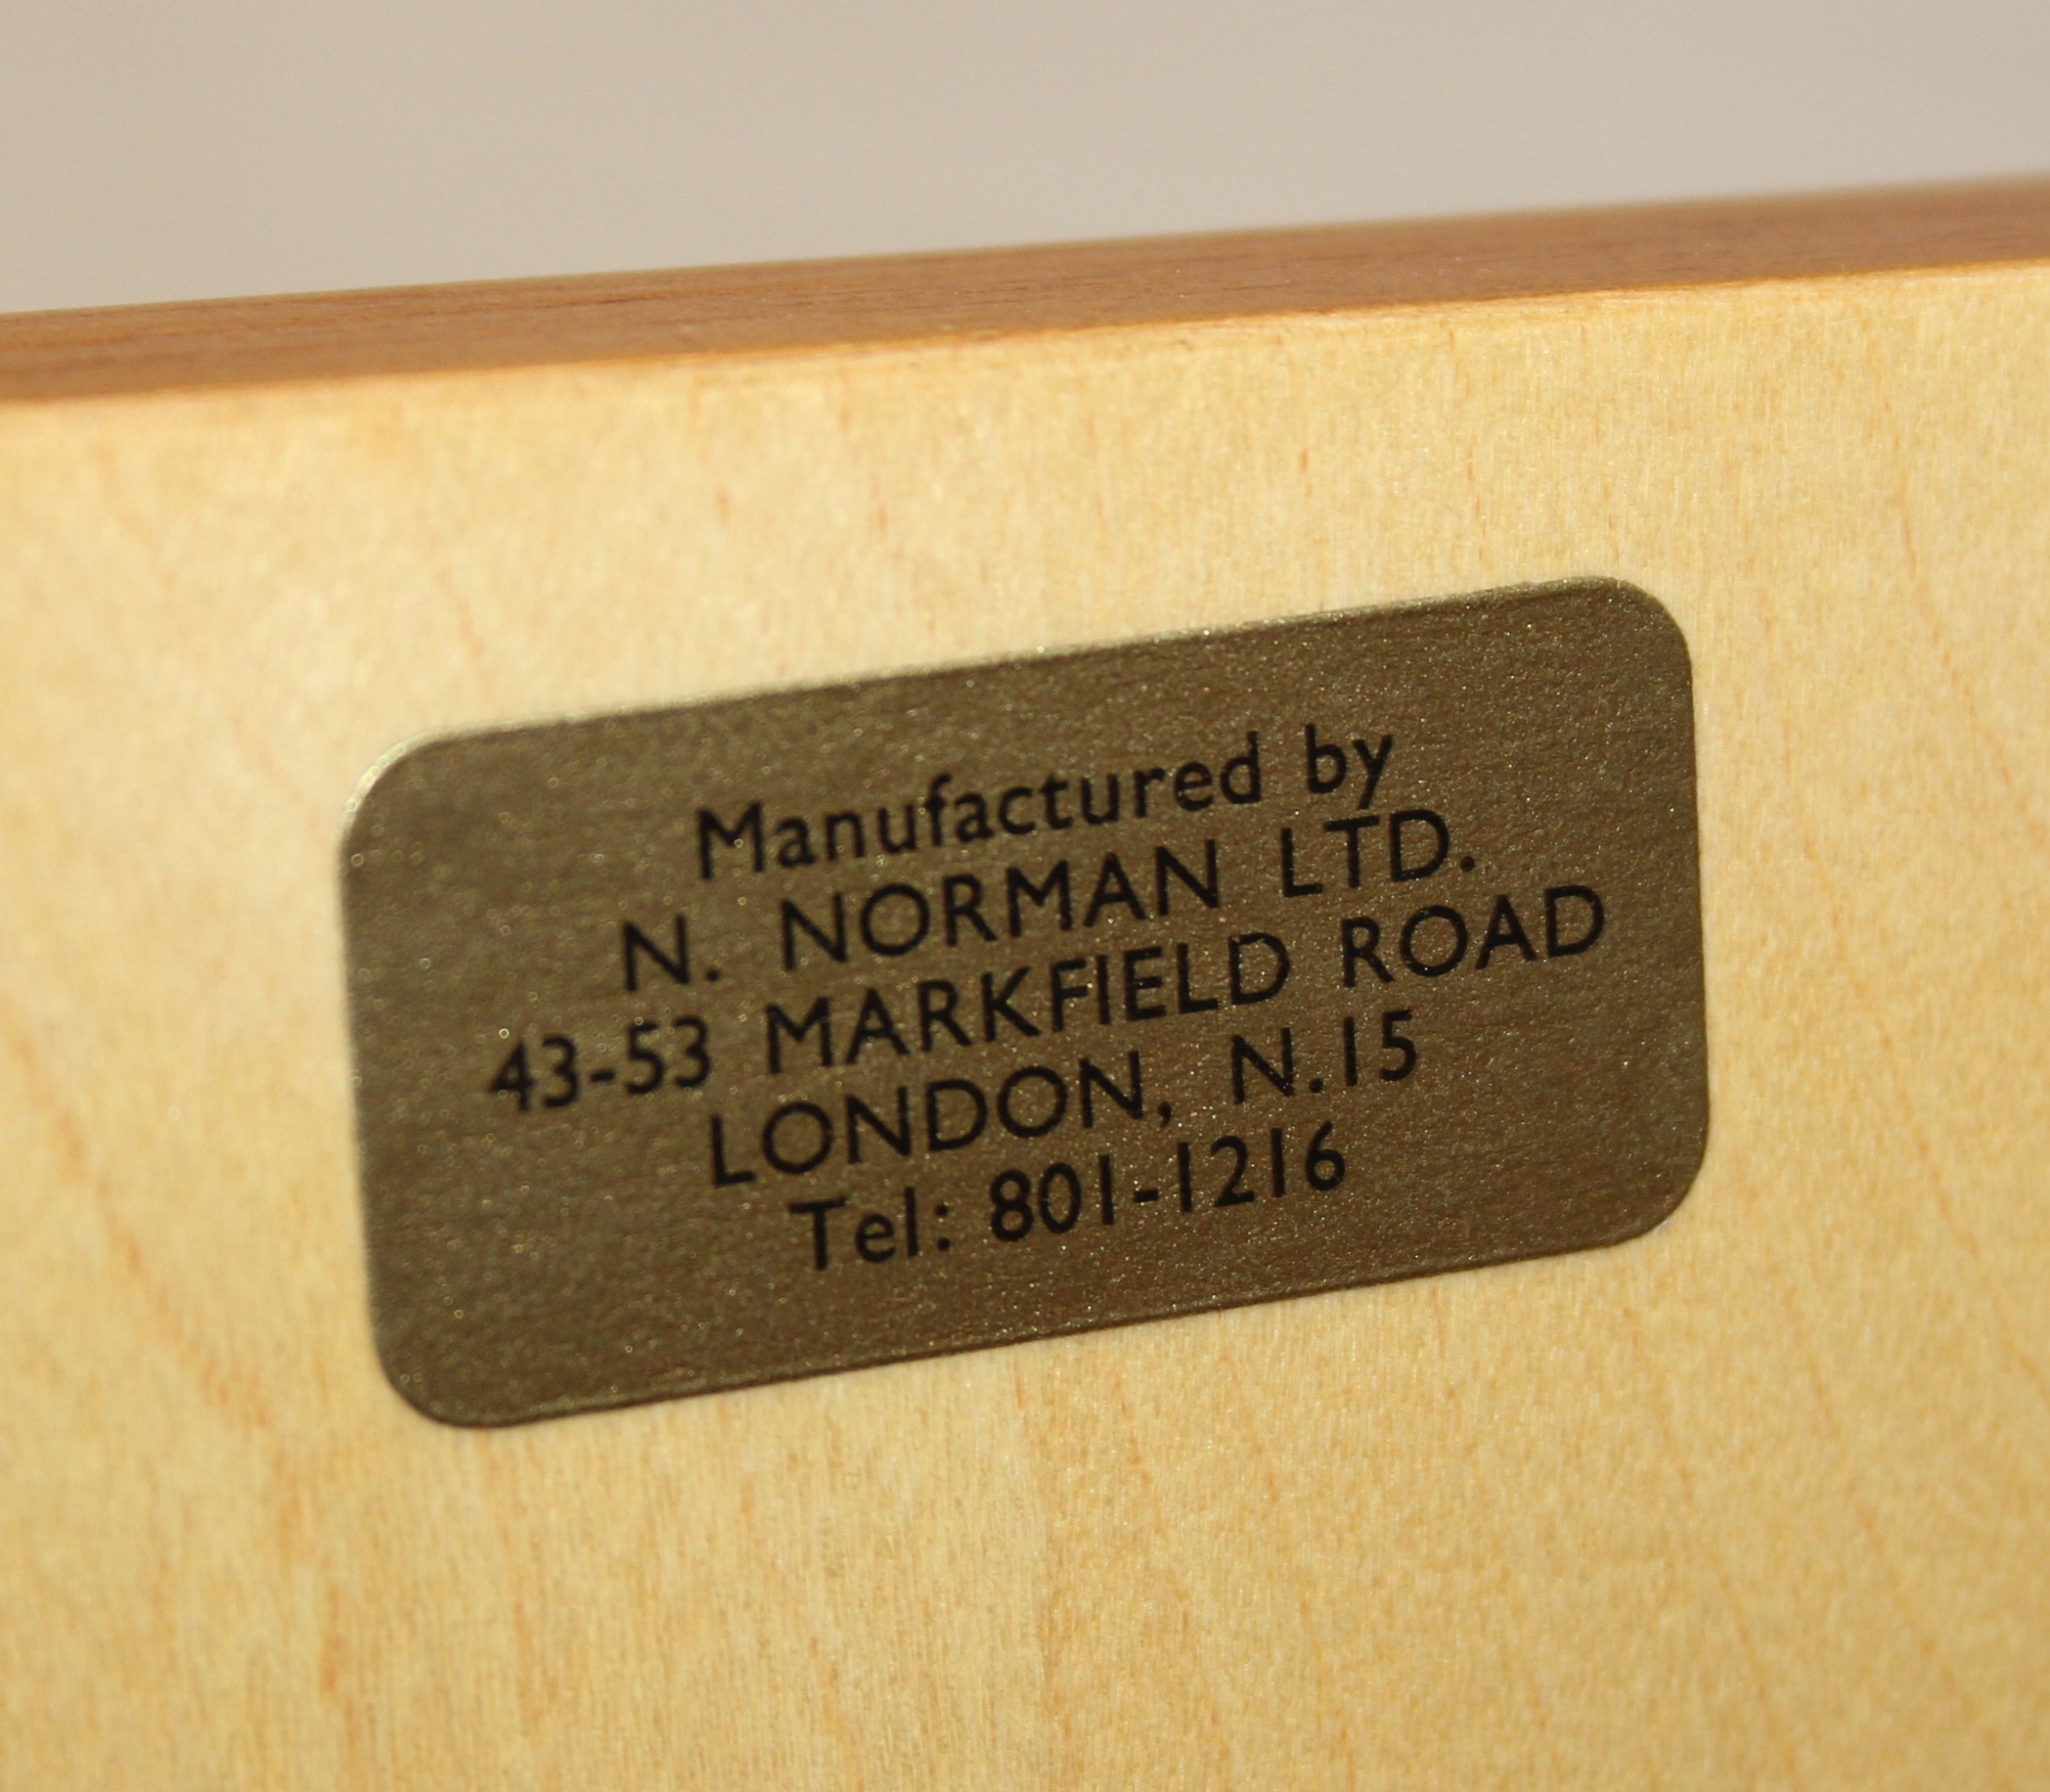 Manufactured by
N. NORMAN LTD.
43-53 MARKFIELD ROAD
LONDON, N.15
Tel: 801-1216